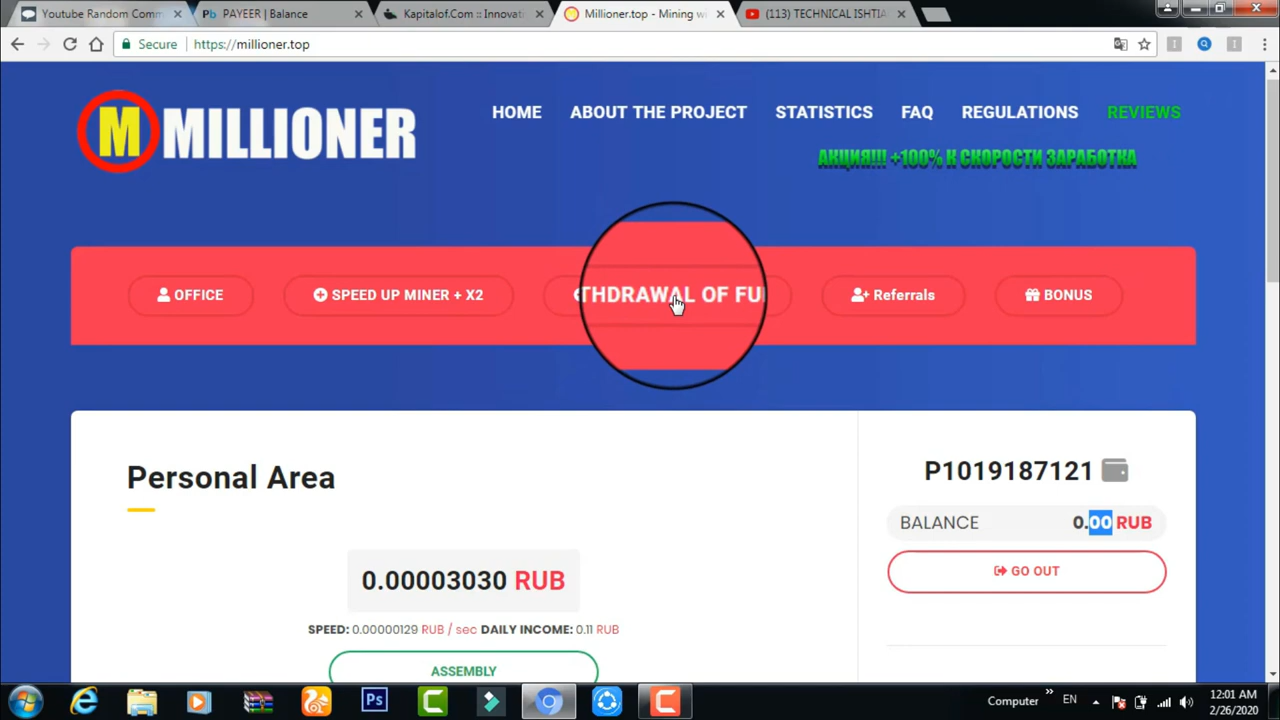 Youtube Random Comm
PAYEER | Balance
Kapitalof.Com :: Innovat
Millioner.top - Mining wi
(113) TECHNICAL ISHTIA
Secure
https://millioner.top
M MILLIONER
HOME
ABOUT THE PROJECT
STATISTICS
FAQ
REGULATIONS
REVIEWS
АКЦИЯ!!! +100% К СКОРОСТИ ЗАРАБОТКА
OFFICE
SPEED UP MINER + X2
THDRAWAL OF FU
Referrals
BONUS
Personal Area
0.00003030 RUB
SPEED: 0.00000129 RUB / sec DAILY INCOME: 0.11 RUB
ASSEMBLY
P1019187121
BALANCE 0.00 RUB
GO OUT
Computer
EN
12:01 AM
2/26/2020